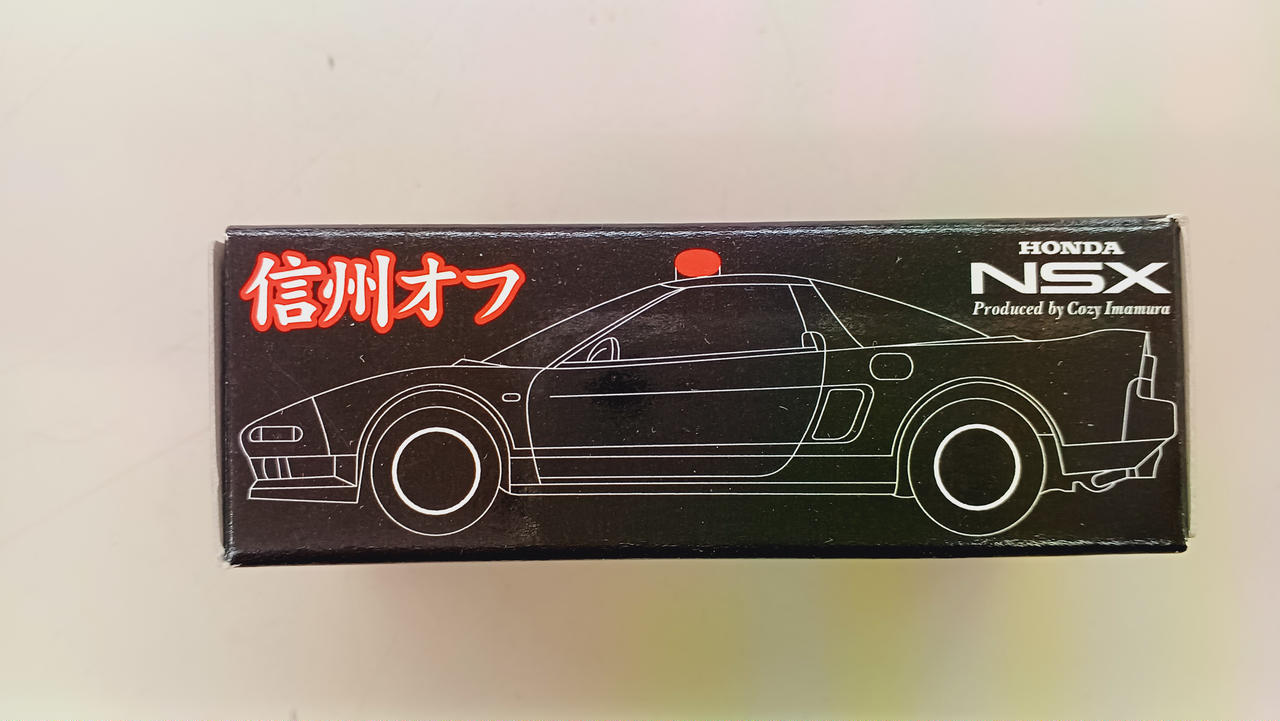 信州オフ
HONDA
NSX
Produced by Cozy Imamura